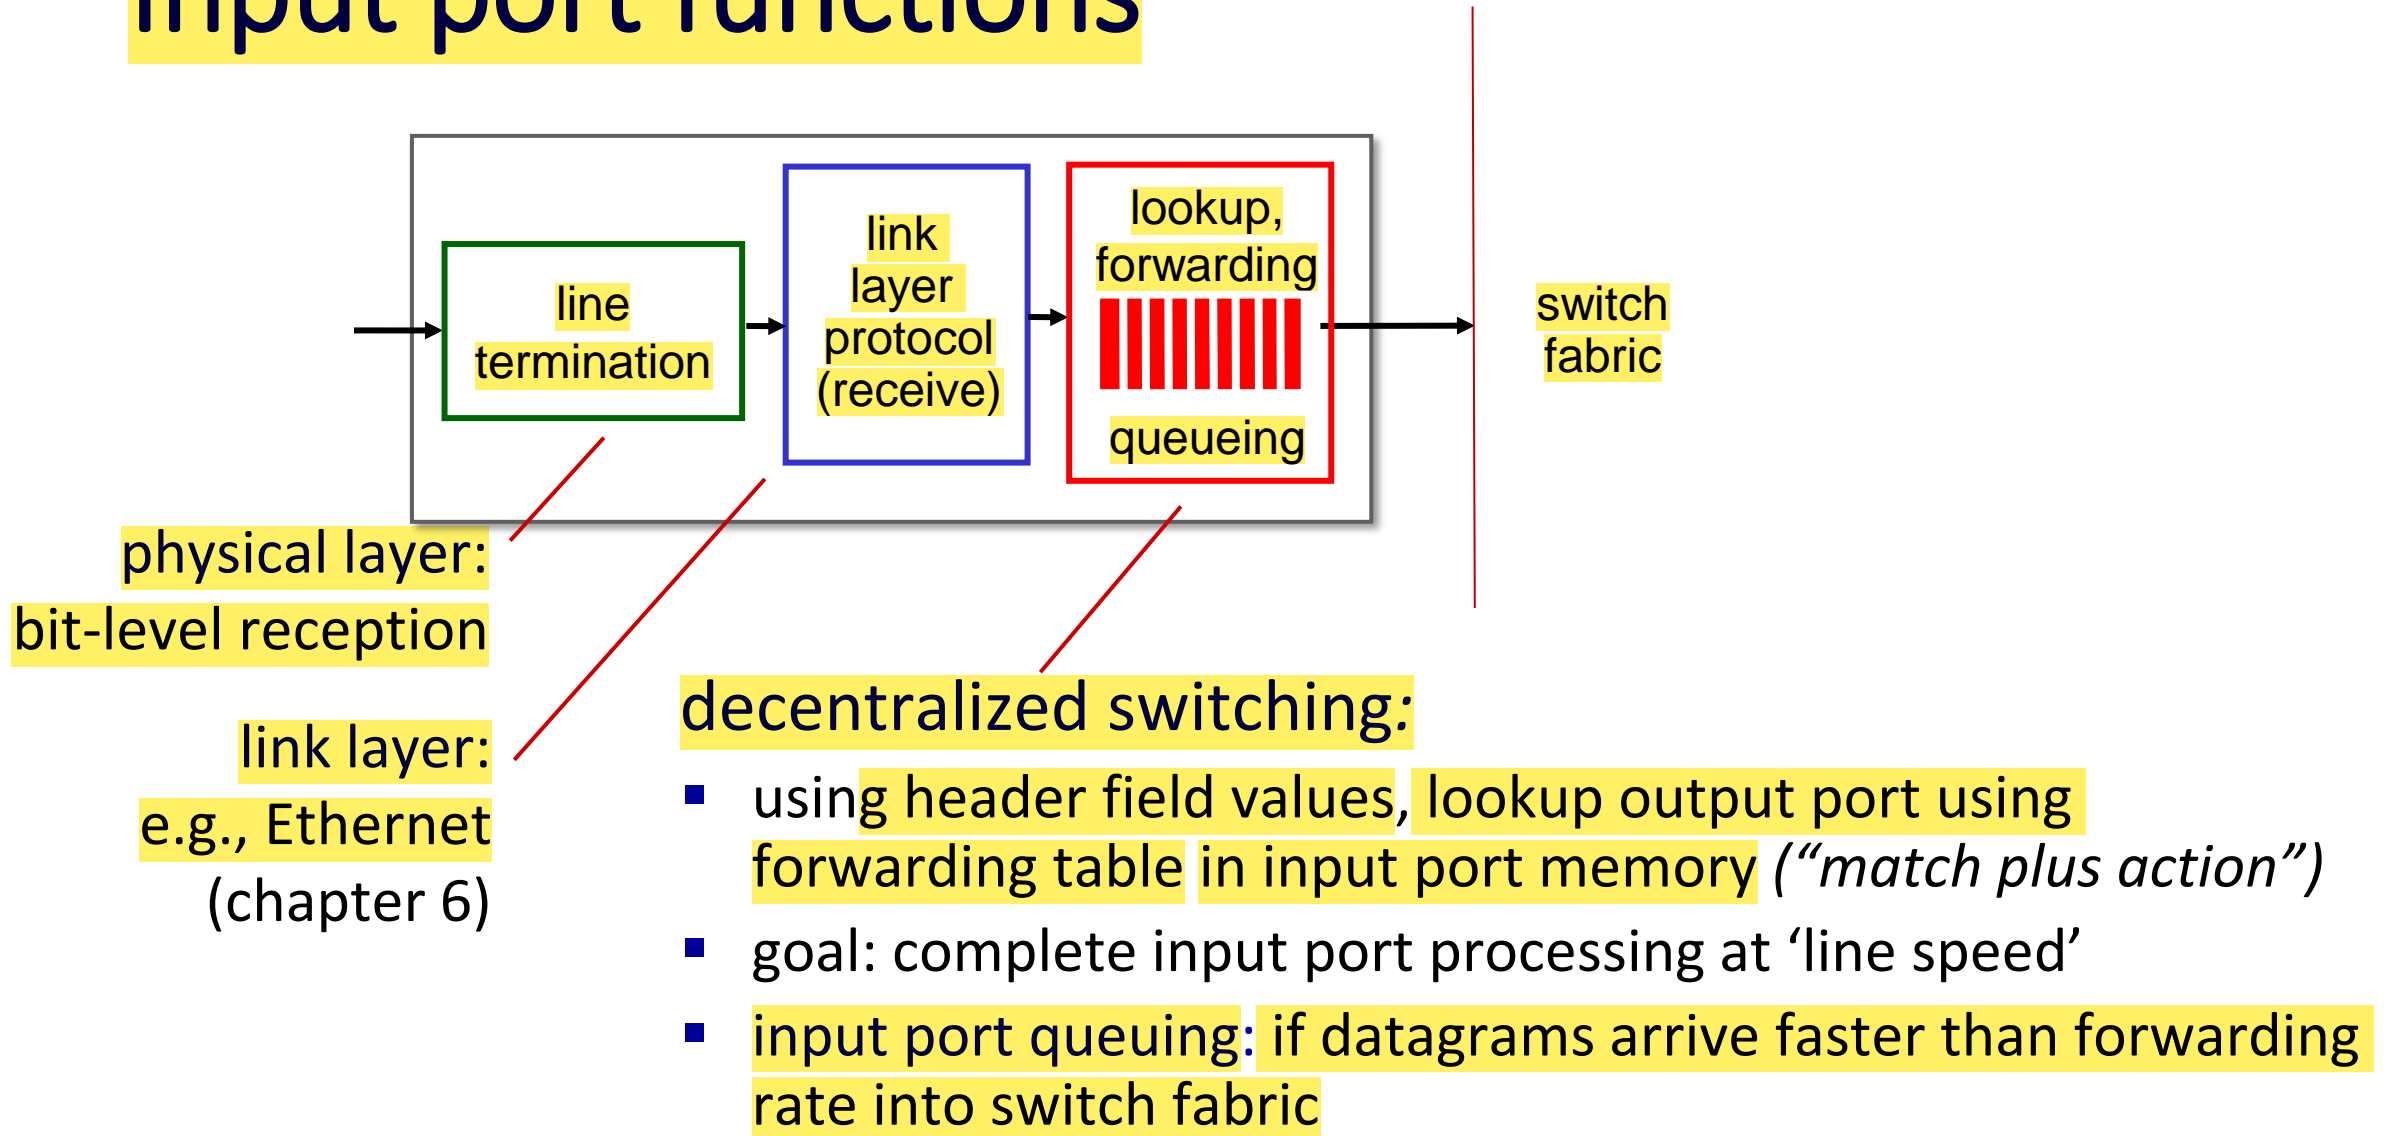 input port functions
line
termination
link
layer
protocol
(receive)
lookup,
forwarding
queueing
switch
fabric
physical layer:
bit-level reception
link layer:
e.g., Ethernet
(chapter 6)
decentralized switching:
using header field values, lookup output port using
forwarding table in input port memory (“match plus action”)
goal: complete input port processing at ‘line speed’
input port queuing: if datagrams arrive faster than forwarding
rate into switch fabric